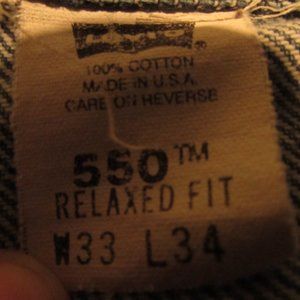 100% COTTON
MADE IN U.S.A.
CARE ON REVERSE
550™
RELAXED FIT
W33 L34